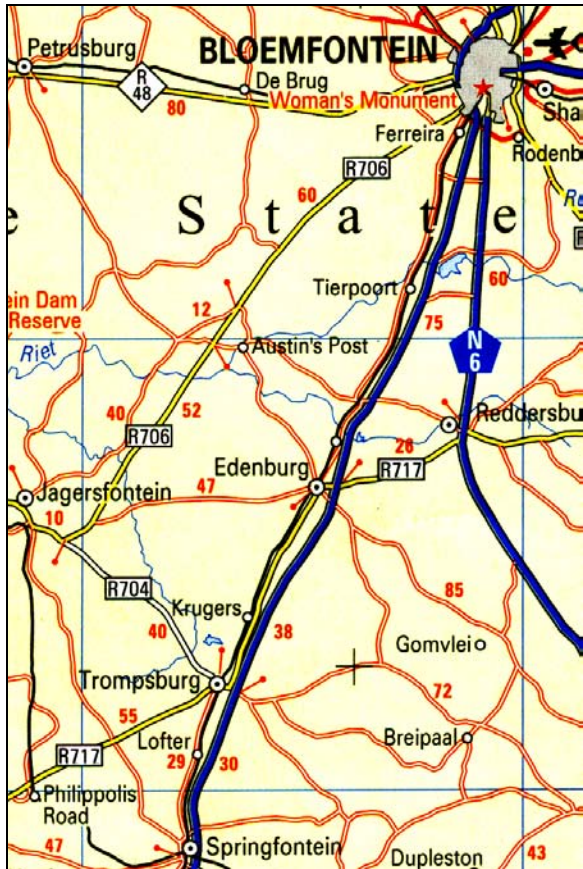 Petrusburg
BLOEMFONTEIN
R
48
De Brug
80
Woman's Monument
Ferreira
R706
60
e
S t a t e
Tierpoort
60
ein Dam
Reserve
12
75
Riet
Austin's Post
N
6
40
52
R706
26
Edenburg
R717
Jagersfontein
47
10
R704
85
Krugers
40
38
Gomvlei
Trompsburg
72
55
Lofter
Breipaal
R717
29
30
Philippolis
Road
47
Springfontein
43
Dupleston